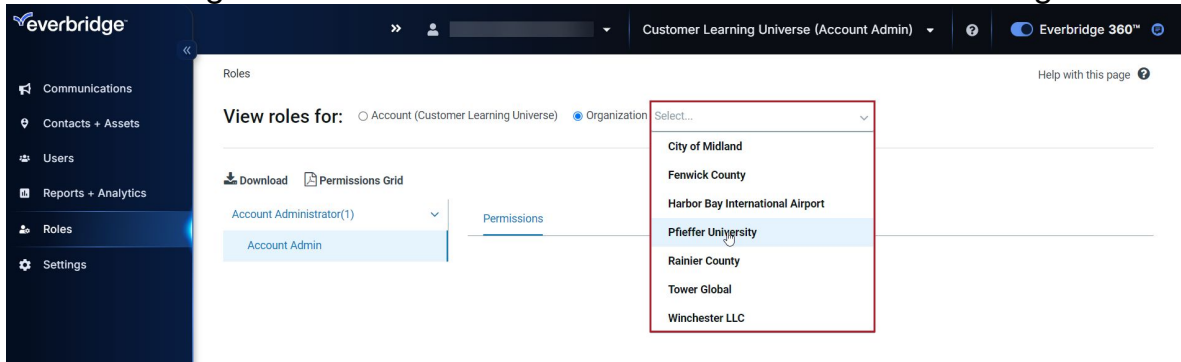 everbridge™
»
Customer Learning Universe (Account Admin)
Everbridge 360™
«
Communications
Contacts + Assets
Users
Reports + Analytics
Roles
Settings
Roles
Help with this page
View roles for: Account (Customer Learning Universe) Organization Select...
City of Midland
Fenwick County
Harbor Bay International Airport
Pfieffer University
Rainier County
Tower Global
Winchester LLC
Download Permissions Grid
Account Administrator(1)
Account Admin
Permissions